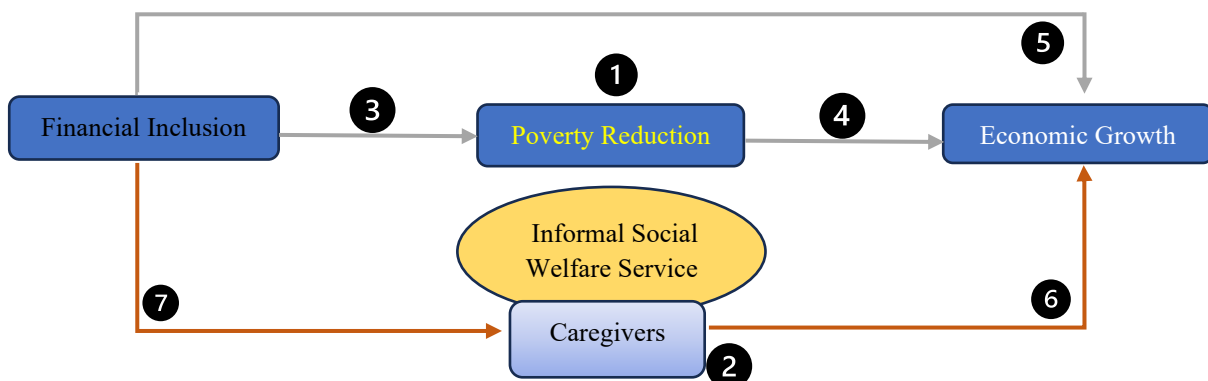 5
1
Financial Inclusion
3
Poverty Reduction
4
Economic Growth
Informal Social
Welfare Service
7
Caregivers
6
2